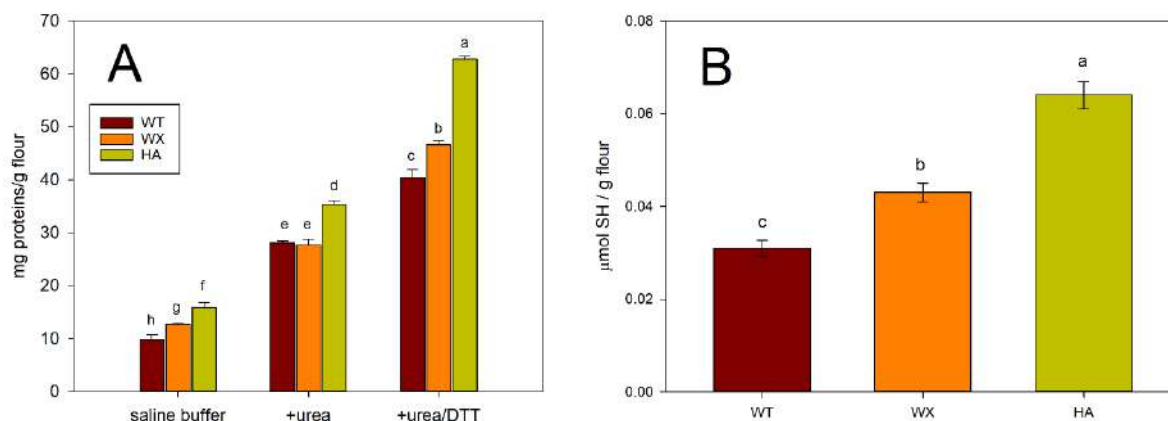 A
WT
WX
HA
mg proteins/g flour
70
60
50
40
30
20
10
0
h
g
f
e
e
d
c
b
a
saline buffer
+urea
+urea/DTT
B
μmol SH / g flour
0.08
0.06
0.04
0.02
0.00
c
b
a
WT
WX
HA